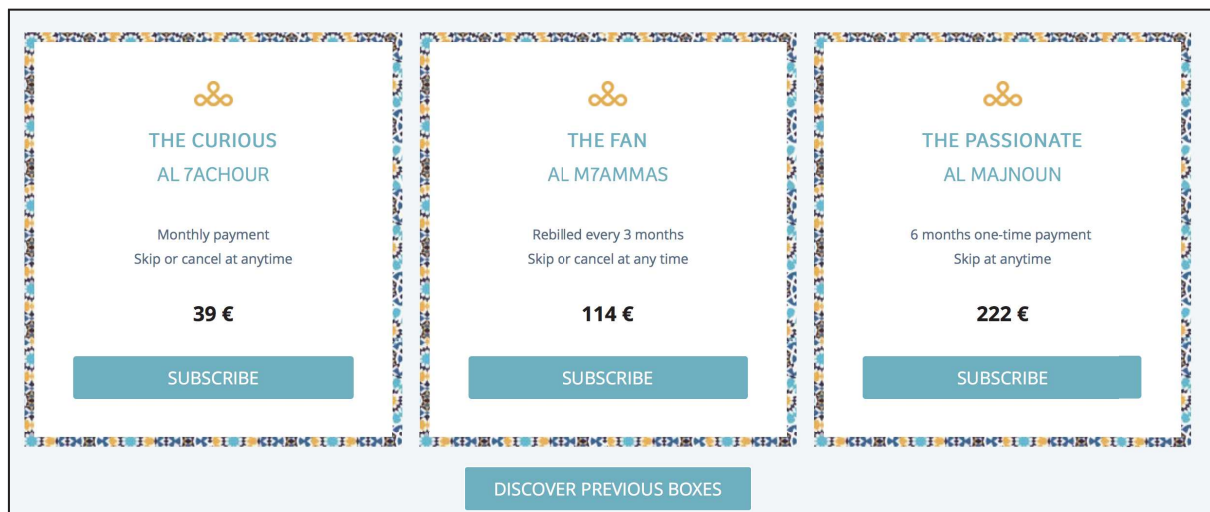 THE CURIOUS
AL 7ACHOUR
Monthly payment
Skip or cancel at anytime
39 €
SUBSCRIBE
THE FAN
AL M7AMMAS
Rebilled every 3 months
Skip or cancel at any time
114 €
SUBSCRIBE
THE PASSIONATE
AL MAJNOUN
6 months one-time payment
Skip at anytime
222 €
SUBSCRIBE
DISCOVER PREVIOUS BOXES